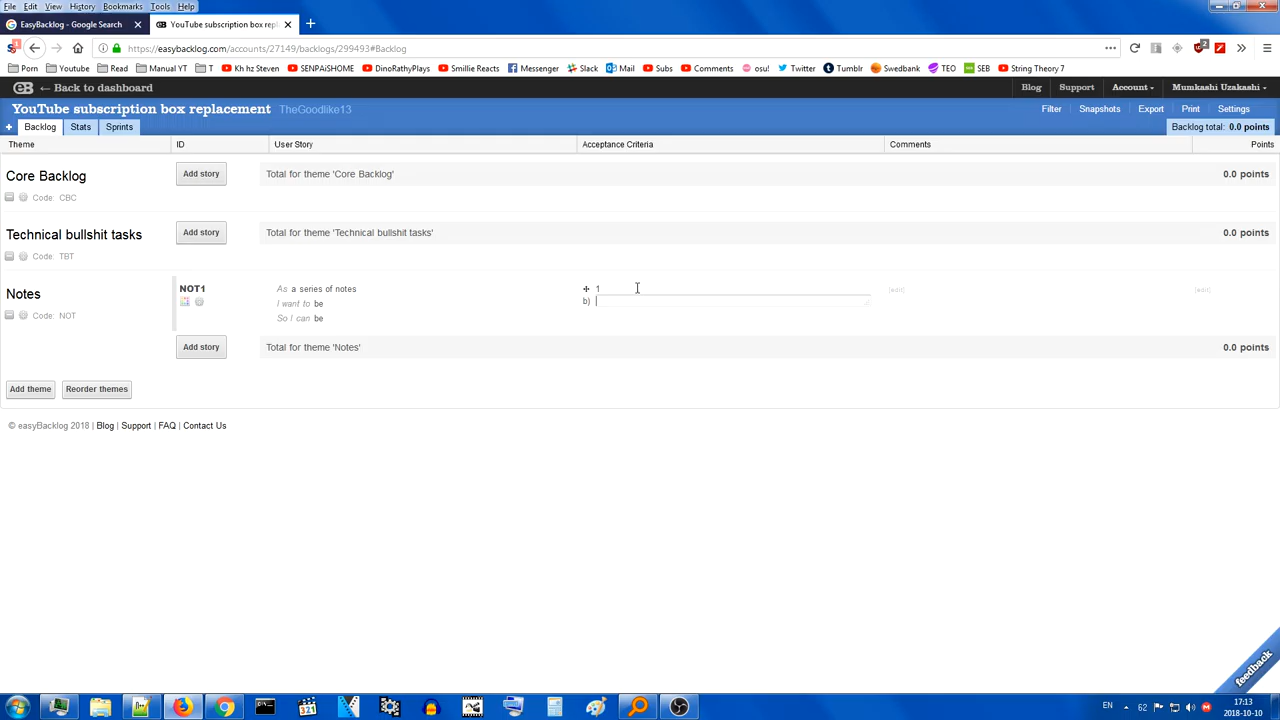 File Edit View History Bookmarks Tools Help
EasyBacklog - Google Search
YouTube subscription box repl
https://easybacklog.com/accounts/27149/backlogs/299493#Backlog
Porn Youtube Read Manual YT T Kh hz Steven SENPAiSHOME DinoRathyPlays Smillie Reacts Messenger Slack Mail Subs Comments osu! Twitter Tumblr Swedbank TEO SEB String Theory 7
EB ← Back to dashboard Blog Support Account Mumkashi Uzakashi
YouTube subscription box replacement TheGoodlike13 Filter Snapshots Export Print Settings
+ Backlog Stats Sprints Backlog total: 0.0 points
Theme ID User Story Acceptance Criteria Comments Points
Core Backlog Add story Total for theme 'Core Backlog' 0.0 points
Code: CBC
Technical bullshit tasks Add story Total for theme 'Technical bullshit tasks' 0.0 points
Code: TBT
Notes NOT1 As a series of notes 1 [edit] [edit]
I want to be b)
Code: NOT So I can be
Add story Total for theme 'Notes' 0.0 points
Add theme Reorder themes
© easyBacklog 2018 | Blog | Support | FAQ | Contact Us
feedback
EN 62 17:13
2018-10-10